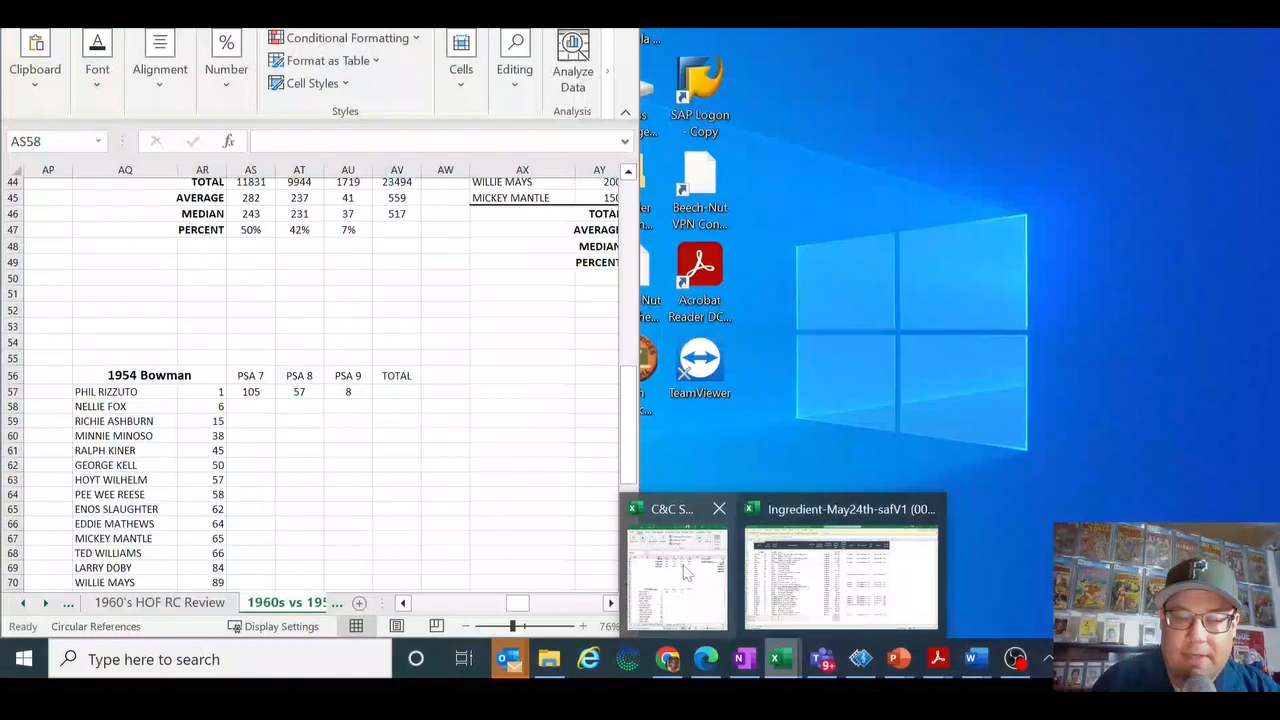 Clipboard
Font
Alignment
Number
Conditional Formatting
Format as Table
Cell Styles
Styles
Cells
Editing
Analyze
Data
Analysis
AS58
fx
AP AQ AR AS AT AU AV AW AX AY
44 TOTAL 11831 9944 1719 23494 WILLIE MAYS 200
45 AVERAGE 282 237 41 559 MICKEY MANTLE 150
46 MEDIAN 243 231 37 517 TOTAL
47 PERCENT 50% 42% 7% AVERAGE
48 MEDIAN
49 PERCENT
50
51
52
53
54
55
56 1954 Bowman PSA 7 PSA 8 PSA 9 TOTAL
57 PHIL RIZZUTO 1 105 57 8
58 NELLIE FOX 6
59 RICHIE ASHBURN 15
60 MINNIE MINOSO 38
61 RALPH KINER 45
62 GEORGE KELL 50
63 HOYT WILHELM 57
64 PEE WEE REESE 58
65 ENOS SLAUGHTER 62
66 EDDIE MATHEWS 64
67 MICKEY MANTLE 65
68 TED WILLIAMS 66
69 LARRY DOBY 84
70 WILLIE MAYS 89
... 1960S HIGH RC Review 1960s vs 195 ...
Ready Display Settings 76%
la ...
SAP Logon
- Copy
Beech-Nut
VPN Con...
Acrobat
Reader DC...
TeamViewer
C&C S...
Ingredient-May24th-safV1 (00...
Type here to search
9+